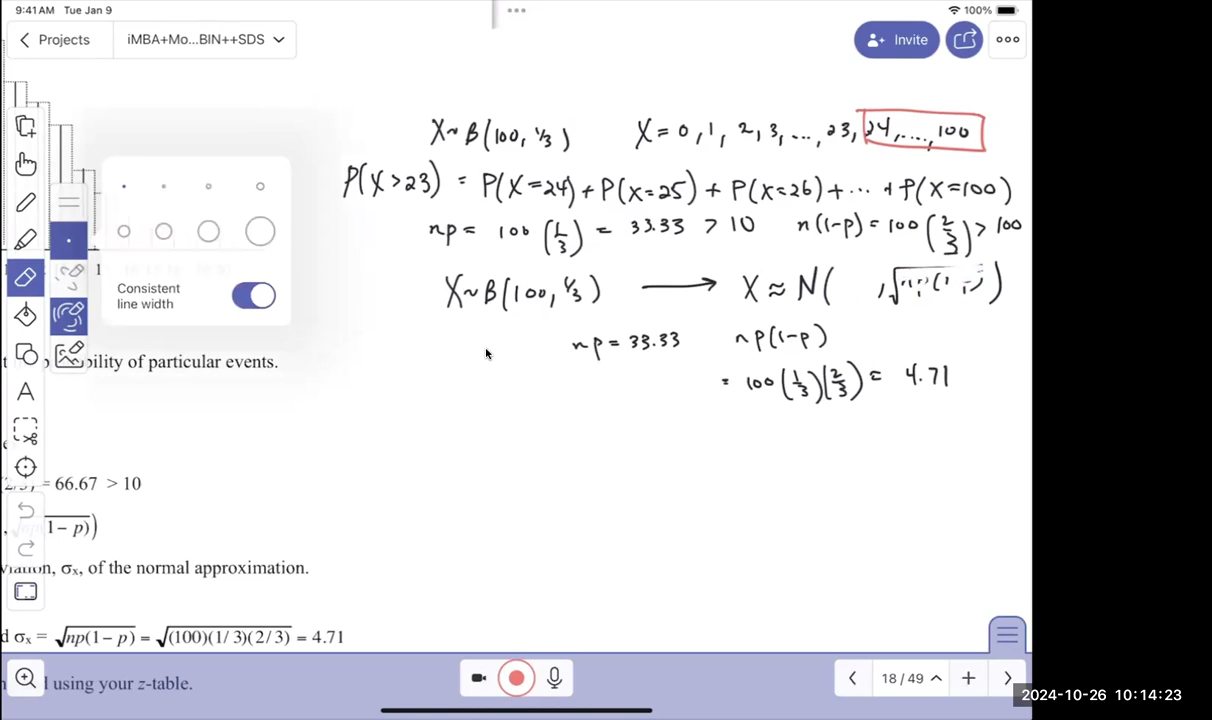 9:41 AM Tue Jan 9
100%
Projects
iMBA+Mo...BIN++SDS
Invite
X~B(100, 1/3) X = 0, 1, 2, 3, ..., 23, 24, ..., 100
P(X>23) = P(X=24) + P(X=25) + P(X=26) + ... + P(X=100)
np = 100 (1/3) = 33.33 > 10 n(1-p) = 100 (2/3) > 100
Consistent
line width
X~B(100, 1/3) → X ≈ N( , √
np = 33.33 np(1-p)
of particular events.
= 100 (1/3)(2/3) = 4.71
A
= 66.67 > 10
1 − p))
, σx, of the normal approximation.
d σx = √np(1 − p) = √(100)(1/3)(2/3) = 4.71
using your z-table.
18 / 49
2024-10-26 10:14:23